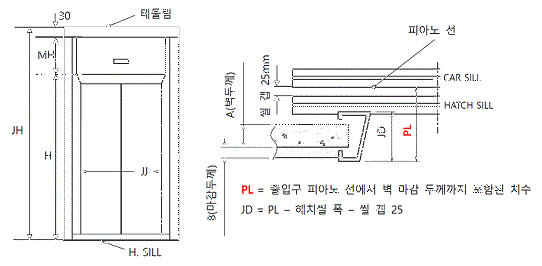 30
테둘림
MH
JH
H
JJ
H. SILL
피아노 선
씰 갭 25mm
A(벽두께)
B(마감두께)
CAR SILL
HATCH SILL
JD
PL
PL = 출입구 피아노 선에서 벽 마감 두께까지 포함된 치수
JD = PL – 해치씰 폭 – 씰 갭 25